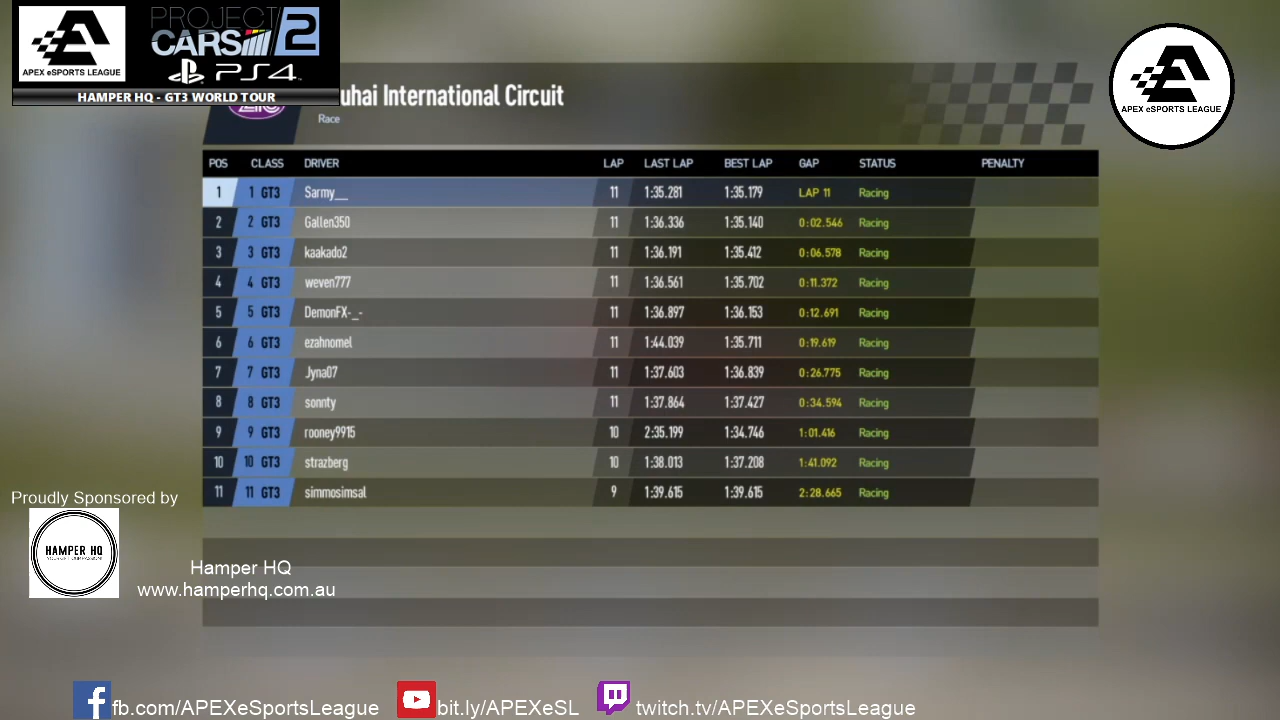 APEX eSPORTS LEAGUE
PROJECT
CARS 2
PS4
HAMPER HQ - GT3 WORLD TOUR
uhai International Circuit
Race
APEX eSPORTS LEAGUE
POS CLASS DRIVER LAP LAST LAP BEST LAP GAP STATUS PENALTY
1 1 GT3 Sarmy__ 11 1:35.281 1:35.179 LAP 11 Racing
2 2 GT3 Gallen350 11 1:36.336 1:35.140 0:02.546 Racing
3 3 GT3 kaakado2 11 1:36.191 1:35.412 0:06.578 Racing
4 4 GT3 weven777 11 1:36.561 1:35.702 0:11.372 Racing
5 5 GT3 DemonFX-_- 11 1:36.897 1:36.153 0:12.691 Racing
6 6 GT3 ezahnomel 11 1:44.039 1:35.711 0:19.619 Racing
7 7 GT3 Jyna07 11 1:37.603 1:36.839 0:26.775 Racing
8 8 GT3 sonnty 11 1:37.864 1:37.427 0:34.594 Racing
9 9 GT3 rooney9915 10 2:35.199 1:34.746 1:01.416 Racing
10 10 GT3 strazberg 10 1:38.013 1:37.208 1:41.092 Racing
11 11 GT3 simmosimsal 9 1:39.615 1:39.615 2:28.665 Racing
Proudly Sponsored by
HAMPER HQ
Hamper HQ
www.hamperhq.com.au
fb.com/APEXeSportsLeague
bit.ly/APEXeSL
twitch.tv/APEXeSportsLeague